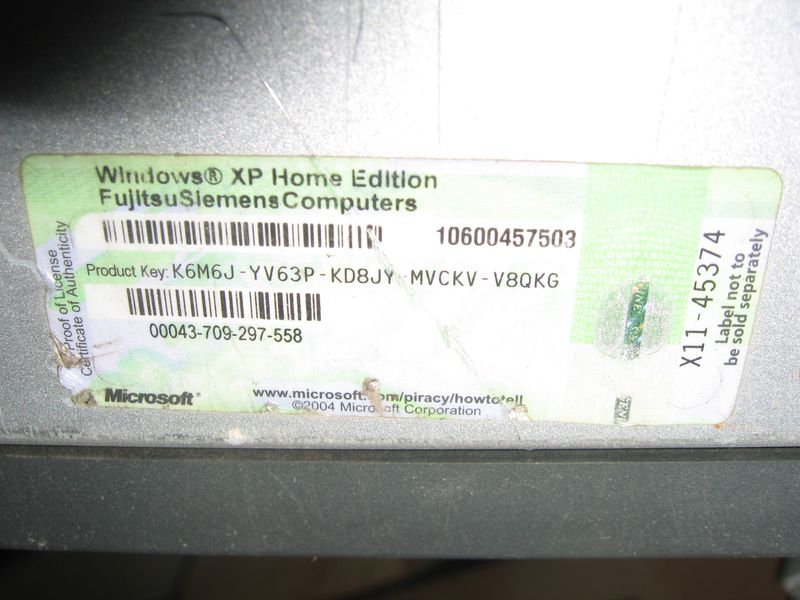 Windows® XP Home Edition
FujitsuSiemensComputers
10600457503
Product Key: K6M6J-YV63P-KD8JY-MVCKV-V8QKG
00043-709-297-558
Microsoft®
www.microsoft.com/piracy/howtotell
©2004 Microsoft Corporation
Proof of License
Certificate of Authenticity
X11-45374
Label not to
be sold separately